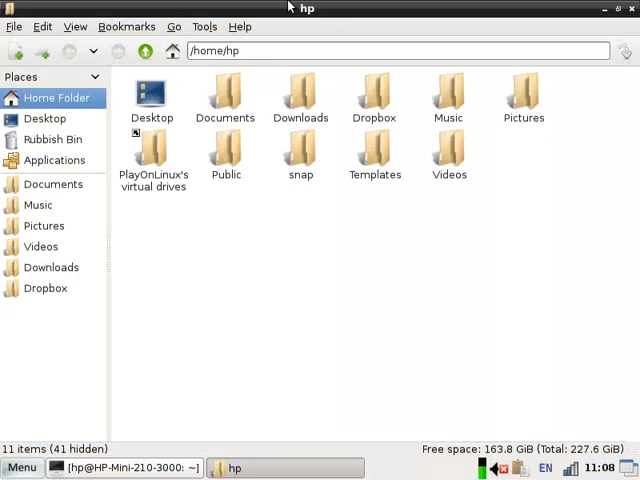 hp
File Edit View Bookmarks Go Tools Help
/home/hp
Places
Home Folder
Desktop
Rubbish Bin
Applications
Documents
Music
Pictures
Videos
Downloads
Dropbox
Desktop Documents Downloads Dropbox Music Pictures
PlayOnLinux's virtual drives Public snap Templates Videos
11 items (41 hidden) Free space: 163.8 GiB (Total: 227.6 GiB)
Menu [hp@HP-Mini-210-3000: ~] hp EN 11:08